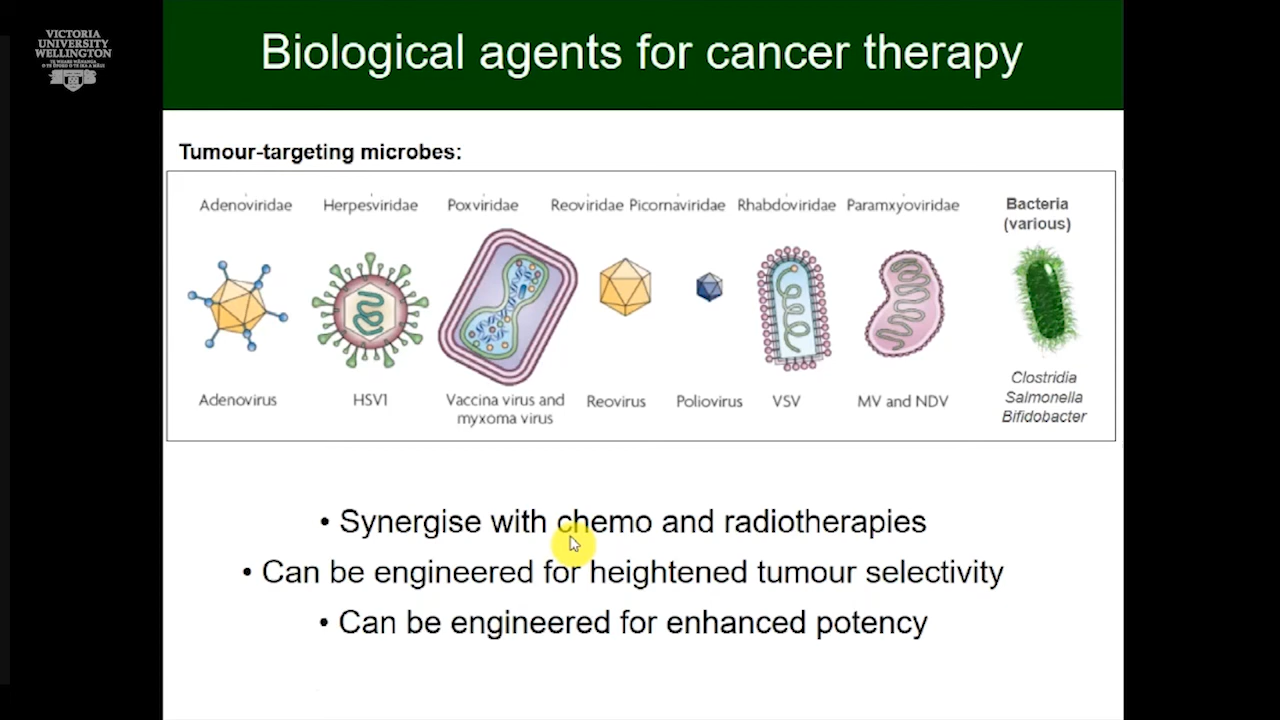 VICTORIA
UNIVERSITY
WELLINGTON
Biological agents for cancer therapy
Tumour-targeting microbes:
Adenoviridae Herpesviridae Poxviridae Reoviridae Picornaviridae Rhabdoviridae Paramxyoviridae Bacteria
(various)
Adenovirus HSV1 Vaccina virus and myxoma virus Reovirus Poliovirus VSV MV and NDV Clostridia
Salmonella
Bifidobacter
• Synergise with chemo and radiotherapies
• Can be engineered for heightened tumour selectivity
• Can be engineered for enhanced potency